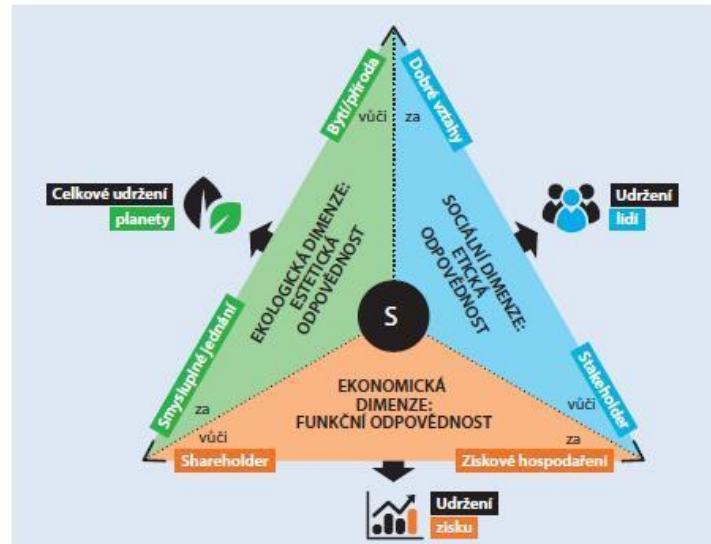 Bytí/příroda
vůči
za
Dobré vztahy
Celkové udržení
planety
EKOLOGICKÁ DIMENZE:
ESTETICKÁ
ODPOVĚDNOST
SOCIÁLNÍ DIMENZE:
ETICKÁ
ODPOVĚDNOST
Udržení
lidí
S
Smysluplné jednání
za
vůči
Shareholder
EKONOMICKÁ
DIMENZE:
FUNKČNÍ ODPOVĚDNOST
Stakeholder
vůči
za
Ziskové hospodaření
Udržení
zisku